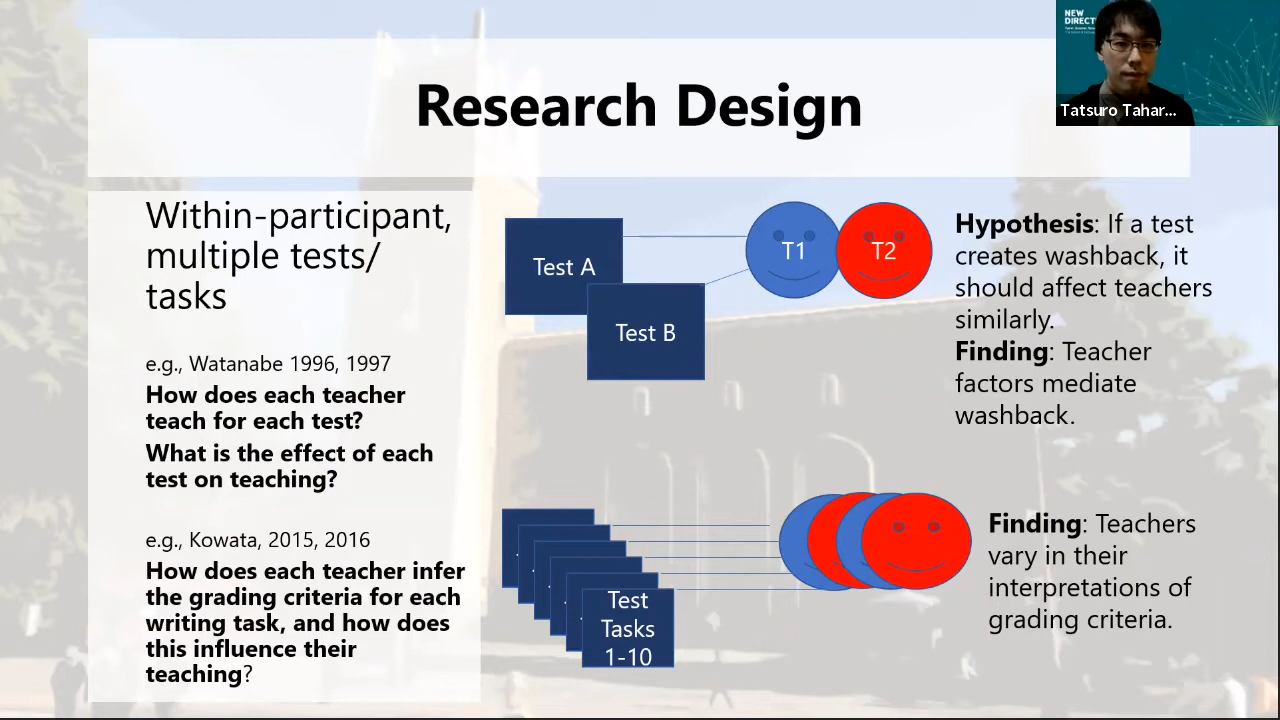 NEW
DIRECT
Tatsuro Tahar...
Research Design
Within-participant,
multiple tests/
tasks
e.g., Watanabe 1996, 1997
How does each teacher
teach for each test?
What is the effect of each
test on teaching?
e.g., Kowata, 2015, 2016
How does each teacher infer
the grading criteria for each
writing task, and how does
this influence their
teaching?
Test A
Test B
T1
T2
Hypothesis: If a test
creates washback, it
should affect teachers
similarly.
Finding: Teacher
factors mediate
washback.
Test
Tasks
1-10
Finding: Teachers
vary in their
interpretations of
grading criteria.